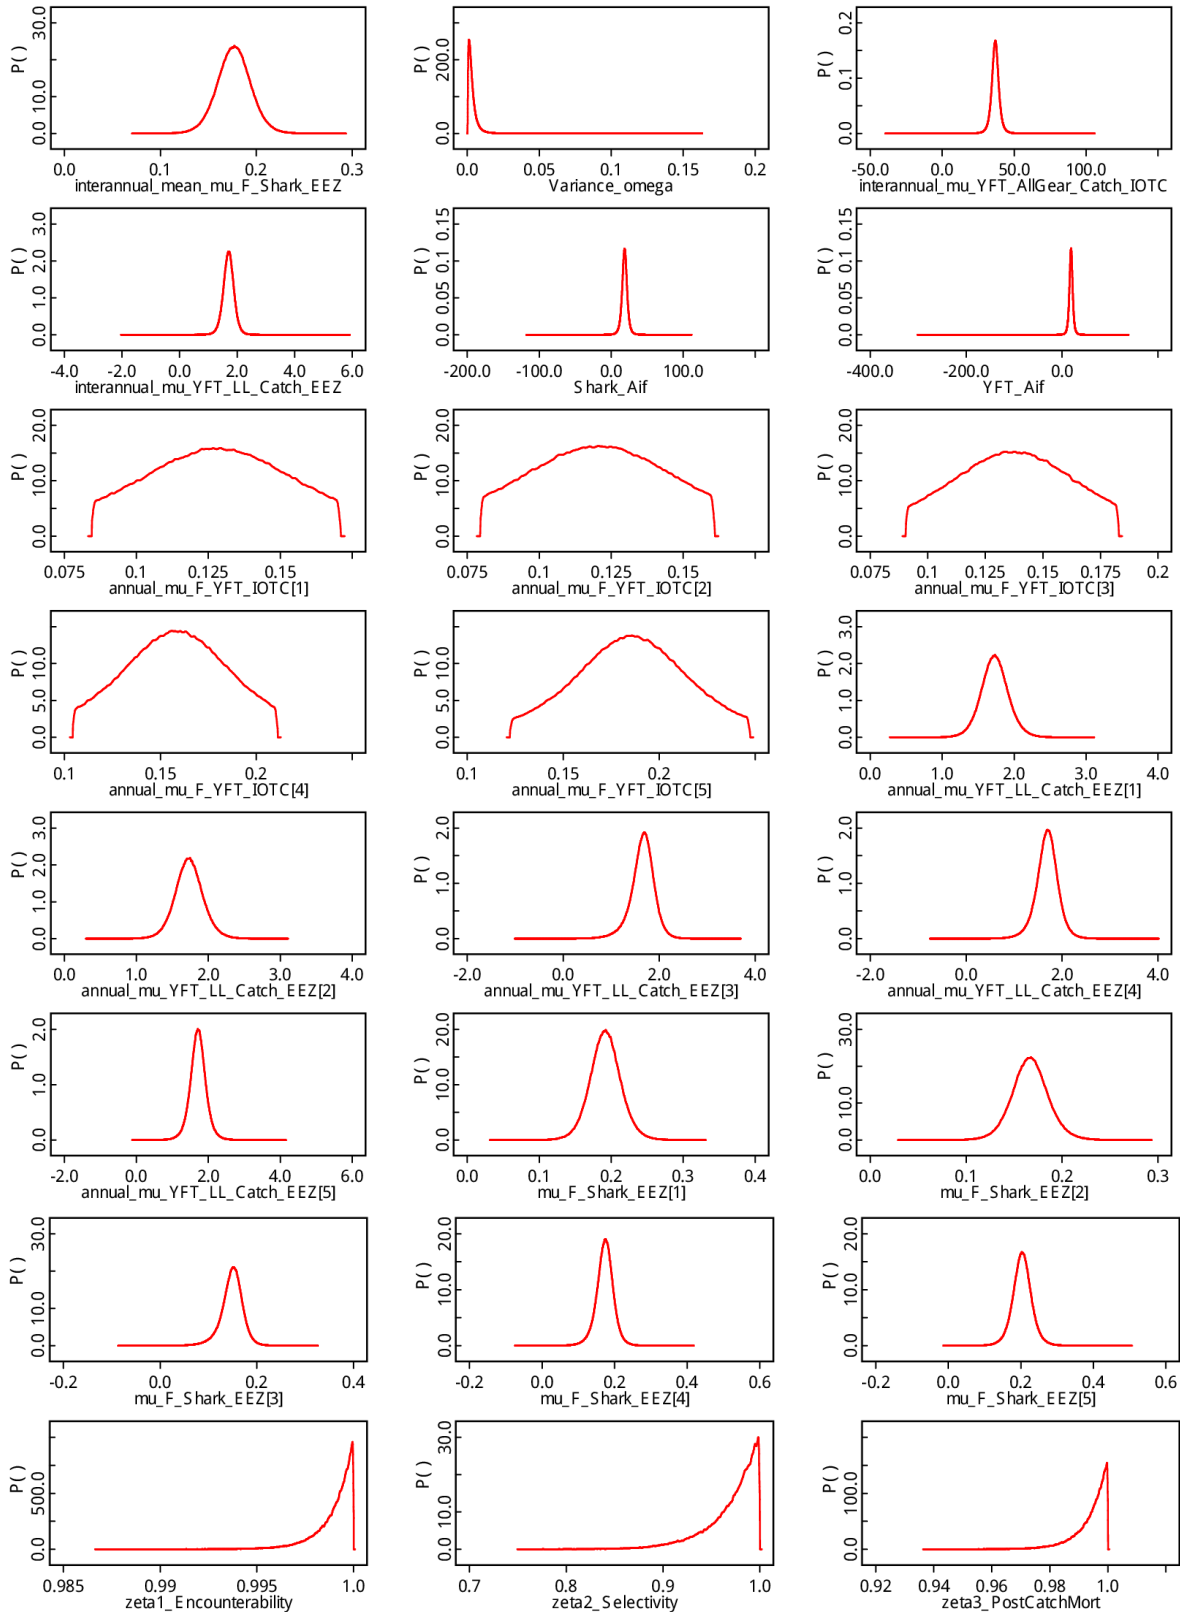 P( )
0.0 10.0 30.0
0.0 0.1 0.2 0.3
interannual_mean_mu_F_Shark_EEZ
P( )
0.0 200.0
0.0 0.05 0.1 0.15 0.2
Variance_omega
P( )
0.0 0.1 0.2
-50.0 0.0 50.0 100.0
interannual_mu_YFT_AllGear_Catch_IOTC
P( )
0.0 1.0 2.0 3.0
-4.0 -2.0 0.0 2.0 4.0 6.0
interannual_mu_YFT_LL_Catch_EEZ
P( )
0.0 0.05 0.1 0.15
-200.0 -100.0 0.0 100.0
Shark_Aif
P( )
0.0 0.05 0.1 0.15
-400.0 -200.0 0.0
YFT_Aif
P( )
0.0 10.0 20.0
0.075 0.1 0.125 0.15
annual_mu_F_YFT_IOTC[1]
P( )
0.0 10.0 20.0
0.075 0.1 0.125 0.15
annual_mu_F_YFT_IOTC[2]
P( )
0.0 10.0 20.0
0.075 0.1 0.125 0.15 0.175 0.2
annual_mu_F_YFT_IOTC[3]
P( )
0.0 5.0 10.0
0.1 0.15 0.2
annual_mu_F_YFT_IOTC[4]
P( )
0.0 5.0 10.0
0.1 0.15 0.2
annual_mu_F_YFT_IOTC[5]
P( )
0.0 1.0 2.0 3.0
0.0 1.0 2.0 3.0 4.0
annual_mu_YFT_LL_Catch_EEZ[1]
P( )
0.0 1.0 2.0 3.0
0.0 1.0 2.0 3.0 4.0
annual_mu_YFT_LL_Catch_EEZ[2]
P( )
0.0 1.0 2.0
-2.0 0.0 2.0 4.0
annual_mu_YFT_LL_Catch_EEZ[3]
P( )
0.0 1.0 2.0
-2.0 0.0 2.0 4.0
annual_mu_YFT_LL_Catch_EEZ[4]
P( )
0.0 1.0 2.0
-2.0 0.0 2.0 4.0 6.0
annual_mu_YFT_LL_Catch_EEZ[5]
P( )
0.0 10.0 20.0
0.0 0.1 0.2 0.3 0.4
mu_F_Shark_EEZ[1]
P( )
0.0 10.0 30.0
0.0 0.1 0.2 0.3
mu_F_Shark_EEZ[2]
P( )
0.0 10.0 30.0
-0.2 0.0 0.2 0.4
mu_F_Shark_EEZ[3]
P( )
0.0 10.0 20.0
-0.2 0.0 0.2 0.4 0.6
mu_F_Shark_EEZ[4]
P( )
0.0 10.0 20.0
-0.2 0.0 0.2 0.4 0.6
mu_F_Shark_EEZ[5]
P( )
0.0 500.0
0.985 0.99 0.995 1.0
zeta1_Encounterability
P( )
0.0 10.0 30.0
0.7 0.8 0.9 1.0
zeta2_Selectivity
P( )
0.0 100.0
0.92 0.94 0.96 0.98 1.0
zeta3_PostCatchMort